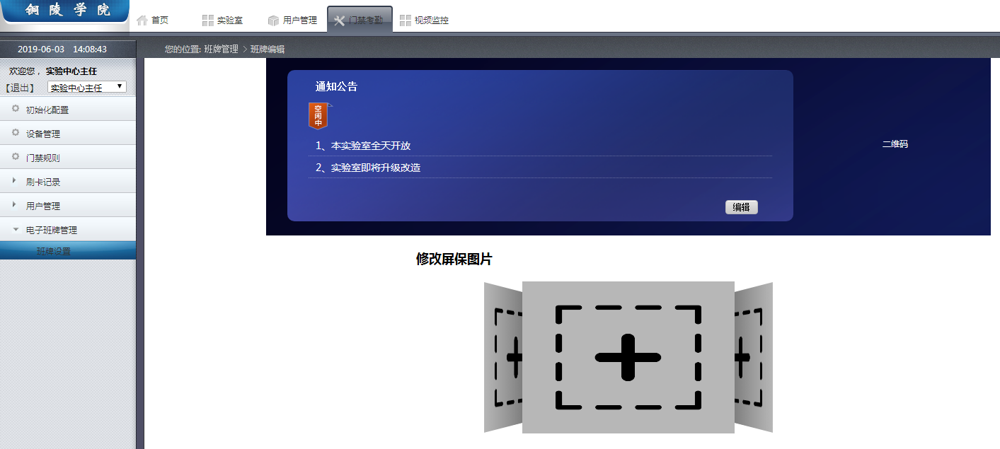 铜陵学院
首页 实验室 用户管理 门禁考勤 视频监控
2019-06-03 14:08:43
您的位置: 班牌管理 > 班牌编辑
欢迎您，实验中心主任
【退出】 实验中心主任
初始化配置
设备管理
门禁规则
刷卡记录
用户管理
电子班牌管理
班牌设置
通知公告
空闲中
1、本实验室全天开放
2、实验室即将升级改造
编辑
二维码
修改屏保图片